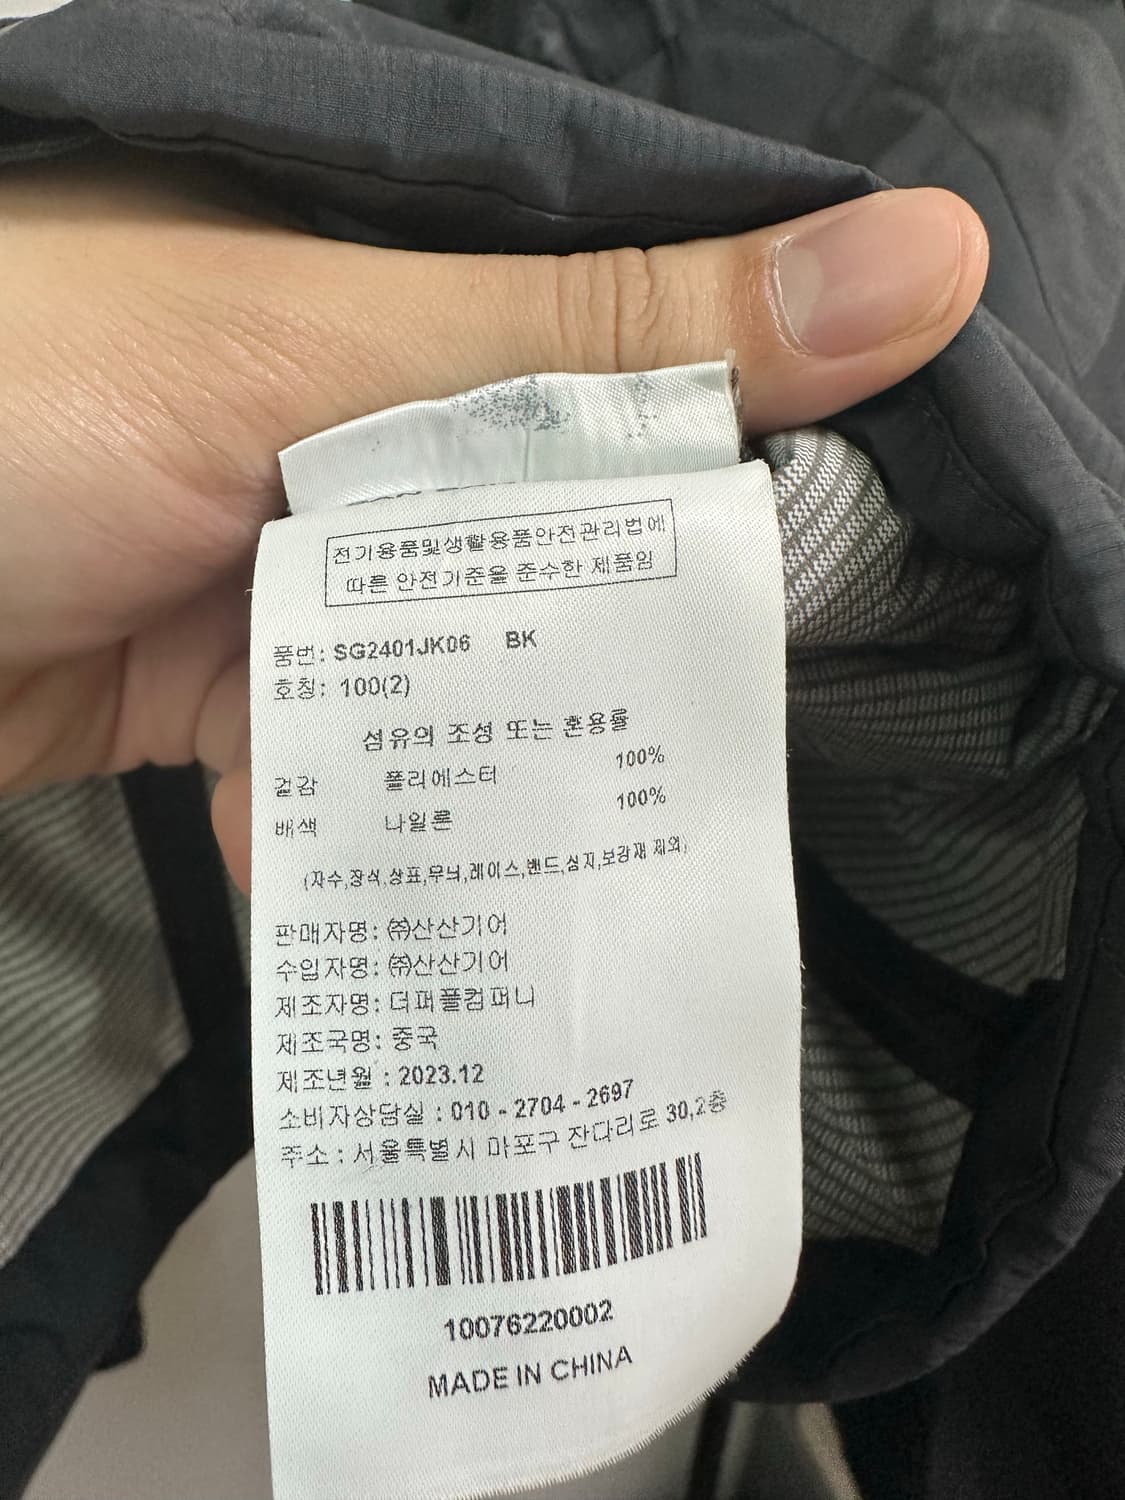 전기용품및생활용품안전관리법에
따른 안전기준을 준수한 제품임
품번: SG2401JK06 BK
호칭: 100(2)
섬유의 조성 또는 혼용률
겉감 폴리에스터 100%
배색 나일론 100%
(자수,장식,상표,무늬,레이스,밴드,심지,보강재 제외)
판매자명: ㈜산산기어
수입자명: ㈜산산기어
제조자명: 더퍼플컴퍼니
제조국명: 중국
제조년월 : 2023.12
소비자상담실 : 010 - 2704 - 2697
주소 : 서울특별시 마포구 잔다리로 30,2층
10076220002
MADE IN CHINA